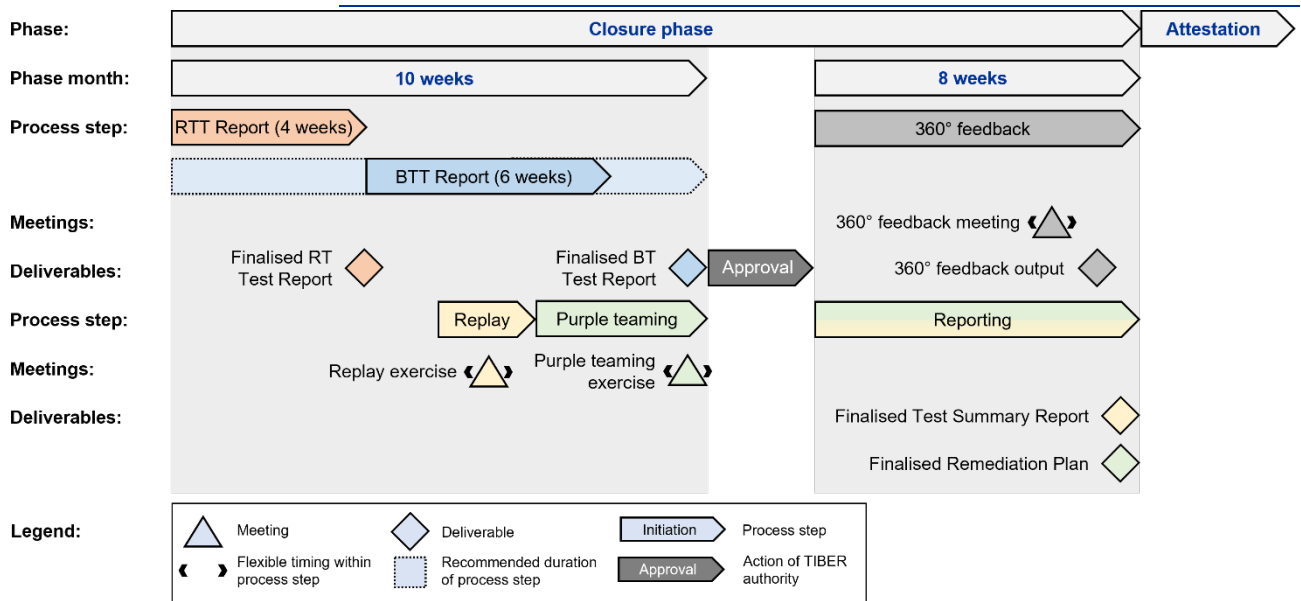 Phase:
Closure phase
Attestation
Phase month:
10 weeks
8 weeks
Process step:
RTT Report (4 weeks)
360° feedback
BTT Report (6 weeks)
Meetings:
360° feedback meeting
Deliverables:
Finalised RT
Test Report
Finalised BT
Test Report
Approval
360° feedback output
Process step:
Replay
Purple teaming
Reporting
Meetings:
Replay exercise
Purple teaming
exercise
Deliverables:
Finalised Test Summary Report
Finalised Remediation Plan
Legend:
Meeting
Deliverable
Initiation
Process step
Flexible timing within
process step
Recommended duration
of process step
Approval
Action of TIBER
authority